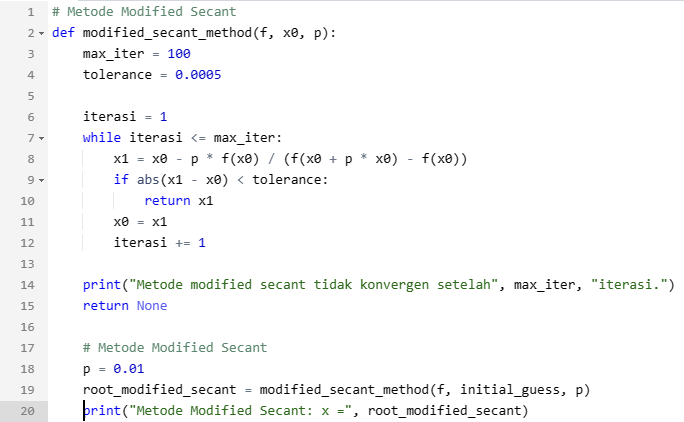 1 # Metode Modified Secant
2 def modified_secant_method(f, x0, p):
3     max_iter = 100
4     tolerance = 0.0005
5
6     iterasi = 1
7     while iterasi <= max_iter:
8         x1 = x0 - p * f(x0) / (f(x0 + p * x0) - f(x0))
9         if abs(x1 - x0) < tolerance:
10             return x1
11         x0 = x1
12         iterasi += 1
13
14     print("Metode modified secant tidak konvergen setelah", max_iter, "iterasi.")
15     return None
16
17     # Metode Modified Secant
18     p = 0.01
19     root_modified_secant = modified_secant_method(f, initial_guess, p)
20     print("Metode Modified Secant: x =", root_modified_secant)